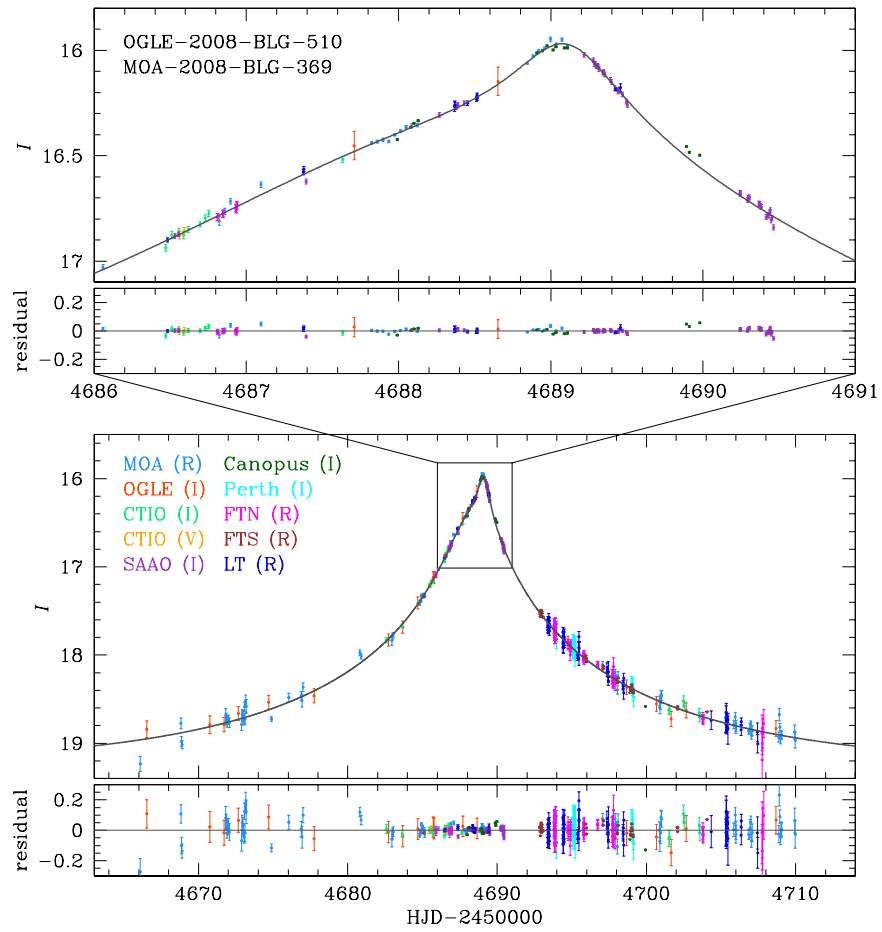 OGLE-2008-BLG-510
MOA-2008-BLG-369
16
16.5
17
I
0.2
0
-0.2
residual
4686 4687 4688 4689 4690 4691
MOA (R) Canopus (I)
OGLE (I) Perth (I)
CTIO (I) FTN (R)
CTIO (V) FTS (R)
SAAO (I) LT (R)
16
17
18
19
I
0.2
0
-0.2
residual
4670 4680 4690 4700 4710
HJD-2450000